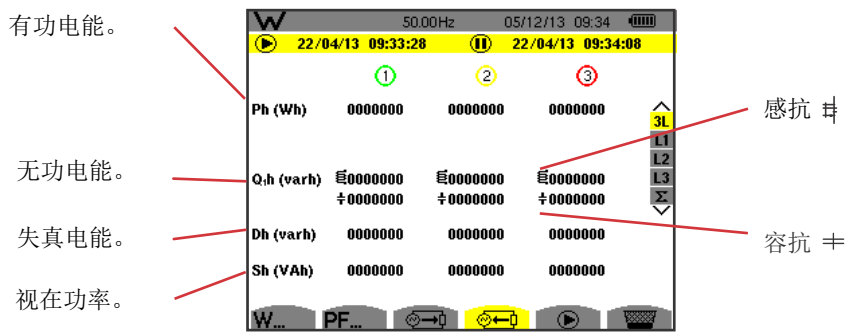 W 50.00Hz 05/12/13 09:34
22/04/13 09:33:28 22/04/13 09:34:08
1 2 3
有功电能。
Ph (Wh) 0000000 0000000 0000000
3L
L1
L2
L3
Σ
感抗
无功电能。
Q₁h (varh) 0000000 0000000 0000000
0000000 0000000 0000000
失真电能。
Dh (varh) 0000000 0000000 0000000
容抗
视在功率。
Sh (VAh) 0000000 0000000 0000000
W... PF...